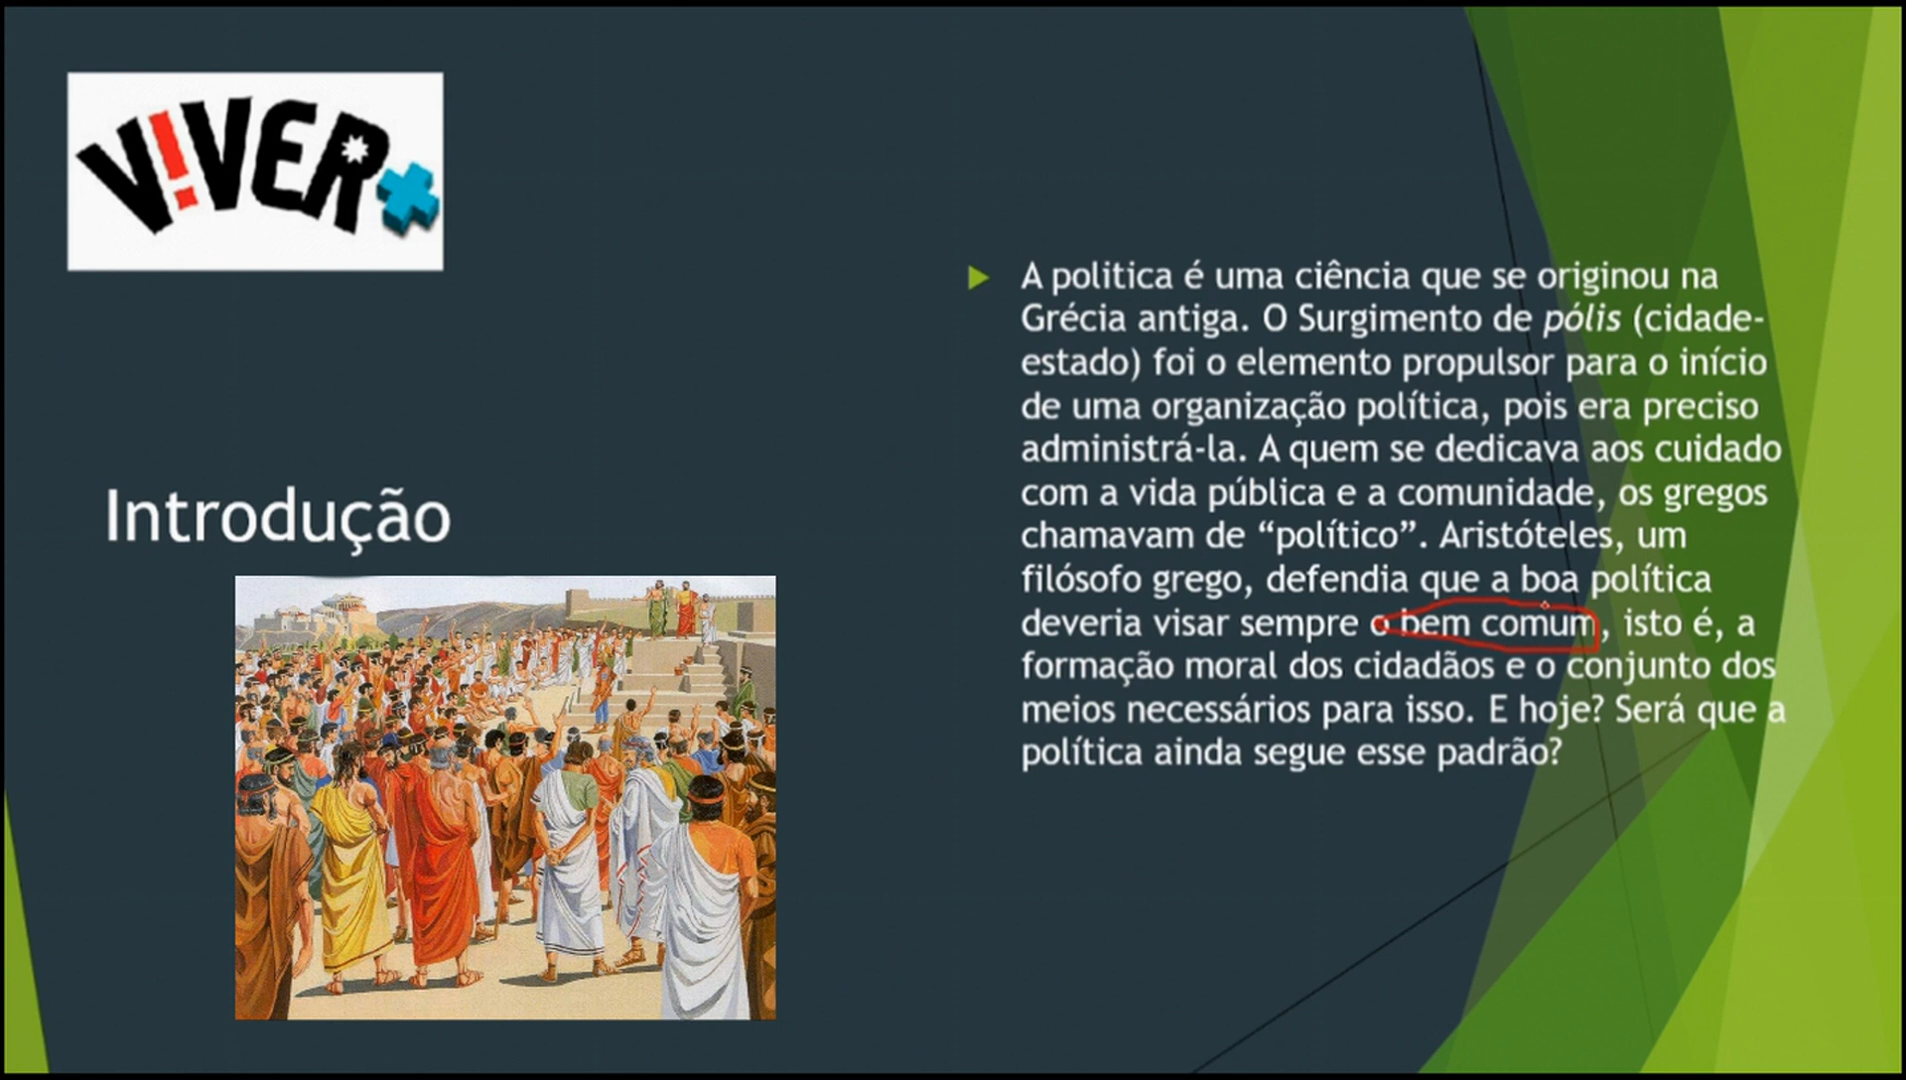 V!VER+
Introdução
A politica é uma ciência que se originou na
Grécia antiga. O Surgimento de pólis (cidade-
estado) foi o elemento propulsor para o início
de uma organização política, pois era preciso
administrá-la. A quem se dedicava aos cuidado
com a vida pública e a comunidade, os gregos
chamavam de “político”. Aristóteles, um
filósofo grego, defendia que a boa política
deveria visar sempre o bem comum, isto é, a
formação moral dos cidadãos e o conjunto dos
meios necessários para isso. E hoje? Será que a
política ainda segue esse padrão?